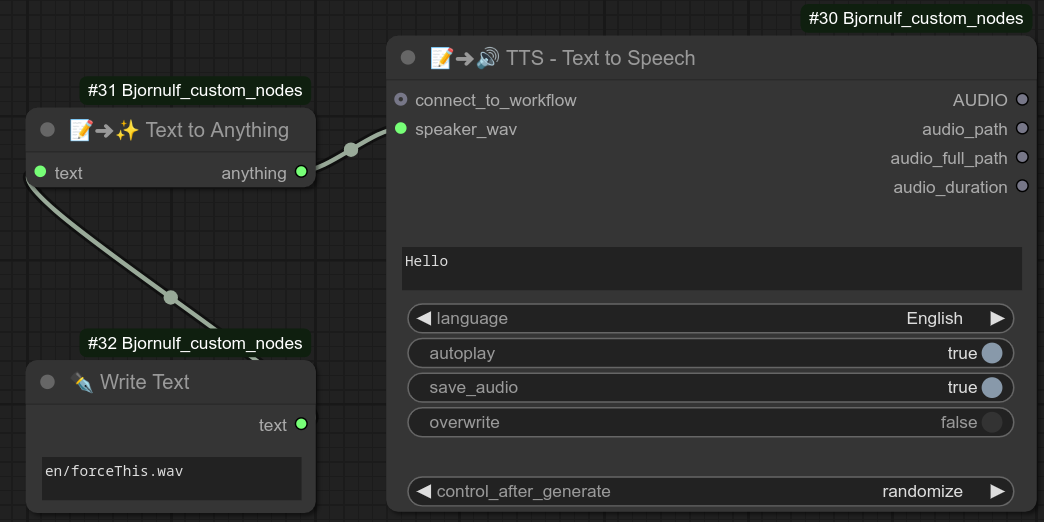 #30 Bjornulf_custom_nodes
📝➜🔊 TTS - Text to Speech
connect_to_workflow
AUDIO
speaker_wav
audio_path
audio_full_path
audio_duration
Hello
language
English
autoplay
true
save_audio
true
overwrite
false
control_after_generate
randomize
#31 Bjornulf_custom_nodes
📝➜✨ Text to Anything
text
anything
#32 Bjornulf_custom_nodes
✒️ Write Text
text
en/forceThis.wav